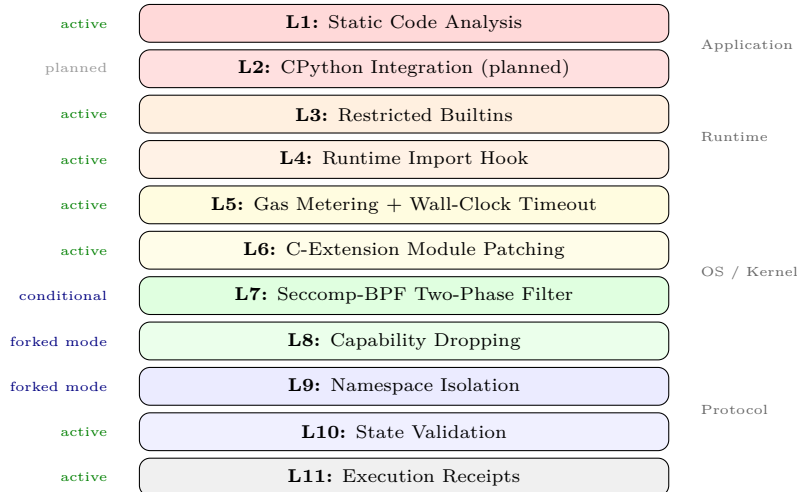 active L1: Static Code Analysis
Application
planned L2: CPython Integration (planned)
active L3: Restricted Builtins
Runtime
active L4: Runtime Import Hook
active L5: Gas Metering + Wall-Clock Timeout
active L6: C-Extension Module Patching
OS / Kernel
conditional L7: Seccomp-BPF Two-Phase Filter
forked mode L8: Capability Dropping
forked mode L9: Namespace Isolation
Protocol
active L10: State Validation
active L11: Execution Receipts